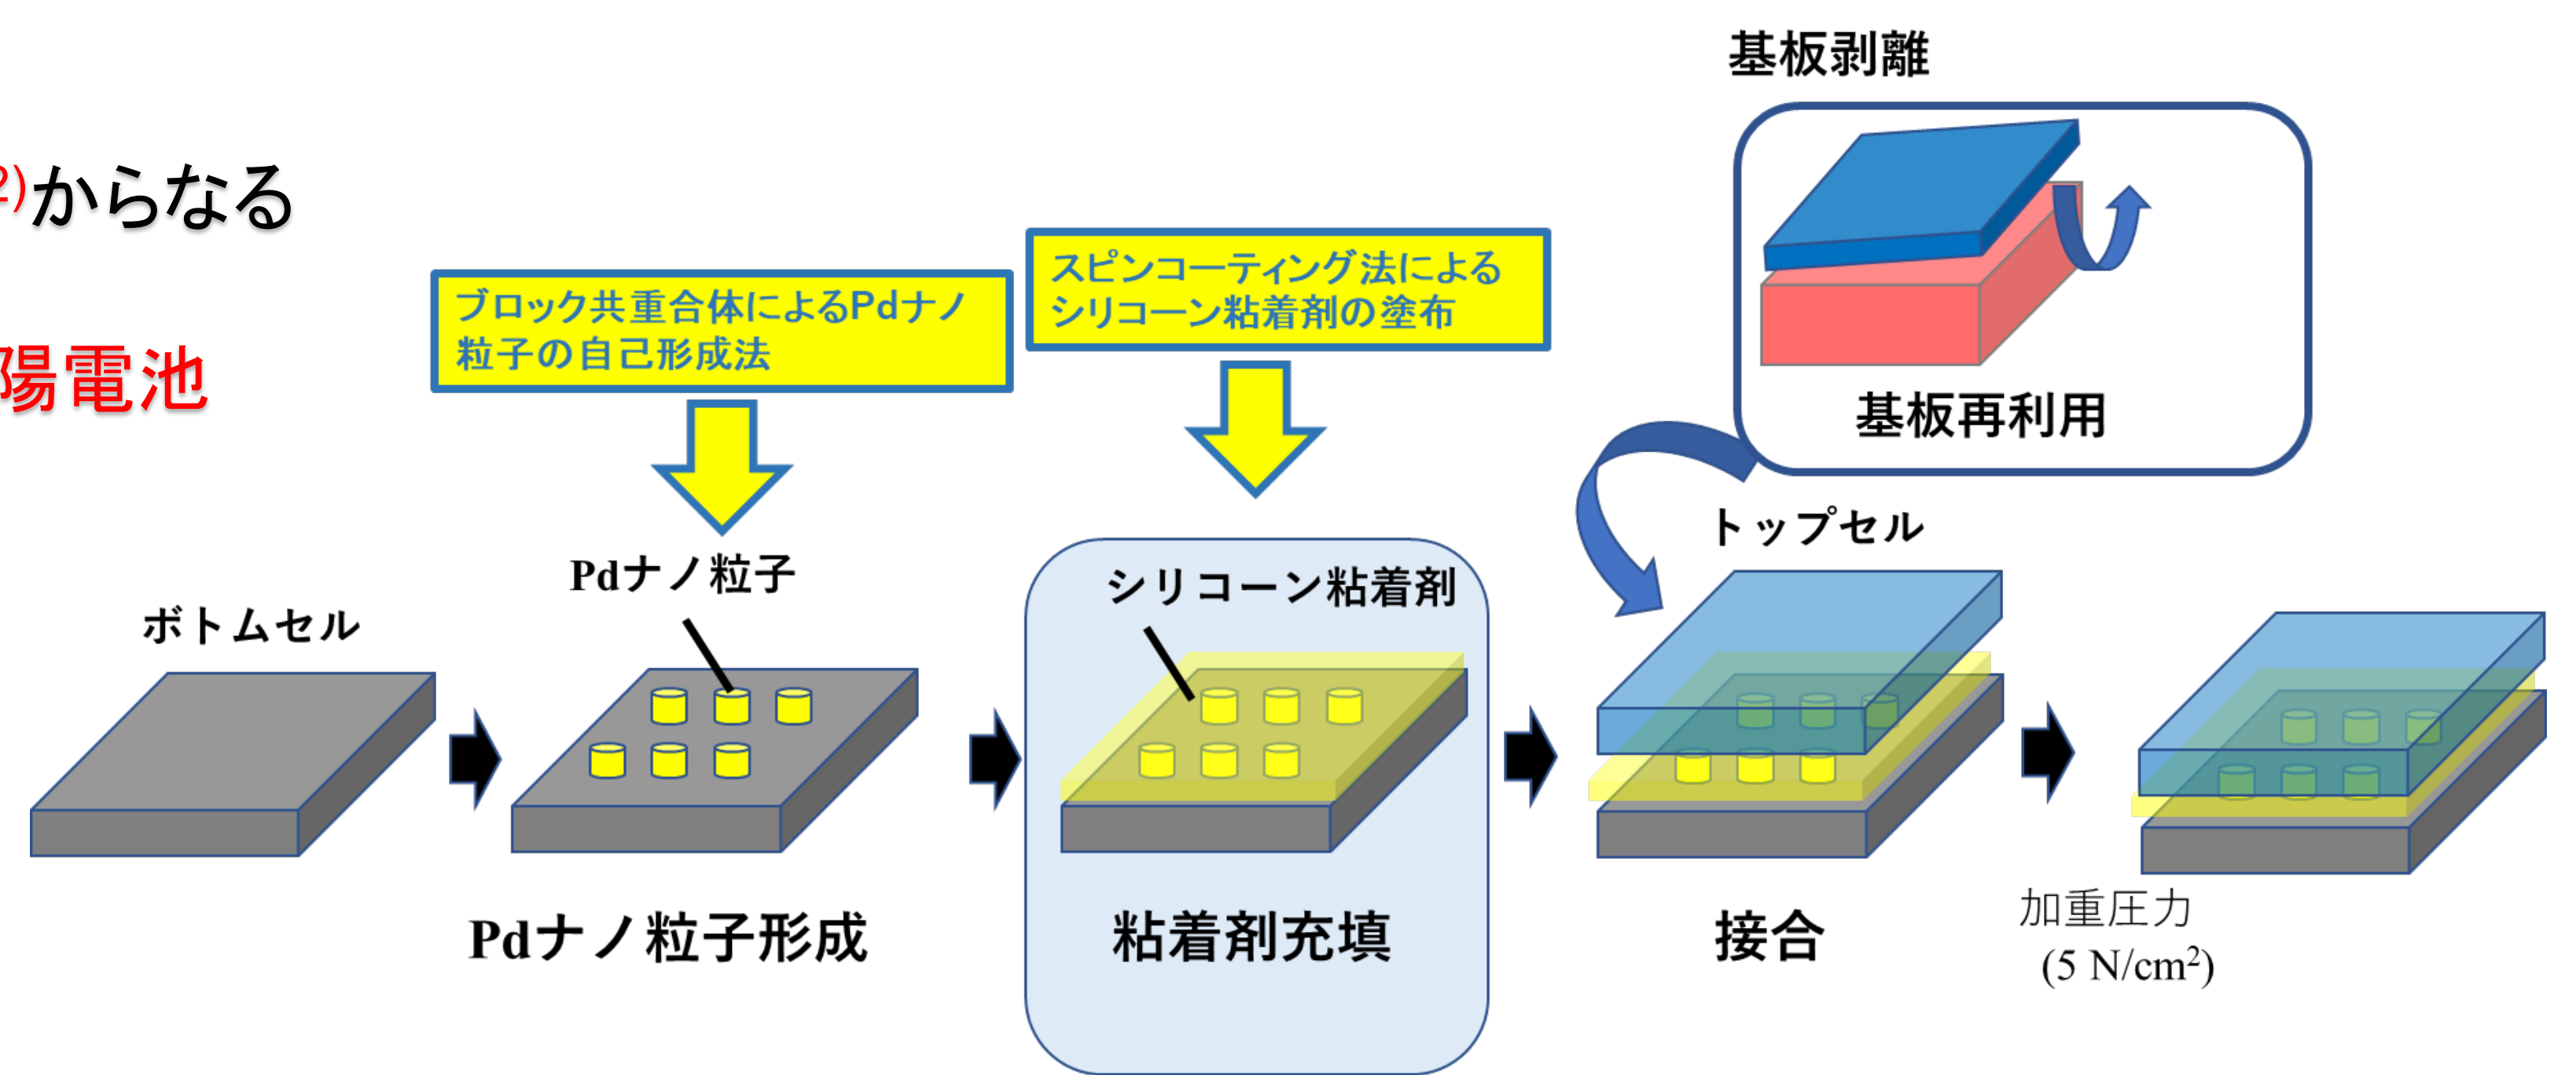 2)からなる
陽電池
基板剥離
基板再利用
ブロック共重合体によるPdナノ
粒子の自己形成法
スピンコーティング法による
シリコーン粘着剤の塗布
ボトムセル
Pdナノ粒子
シリコーン粘着剤
トップセル
Pdナノ粒子形成
粘着剤充填
接合
加重圧力
(5 N/cm²)